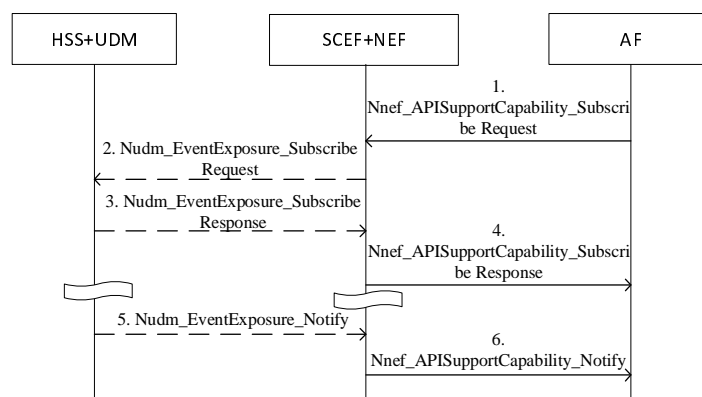 HSS+UDM
SCEF+NEF
AF
1.
Nnef_APISupportCapability_Subscri
be Request
2. Nudm_EventExposure_Subscribe
Request
3. Nudm_EventExposure_Subscribe
Response
4.
Nnef_APISupportCapability_Subscri
be Response
5. Nudm_EventExposure_Notify
6.
Nnef_APISupportCapability_Notify